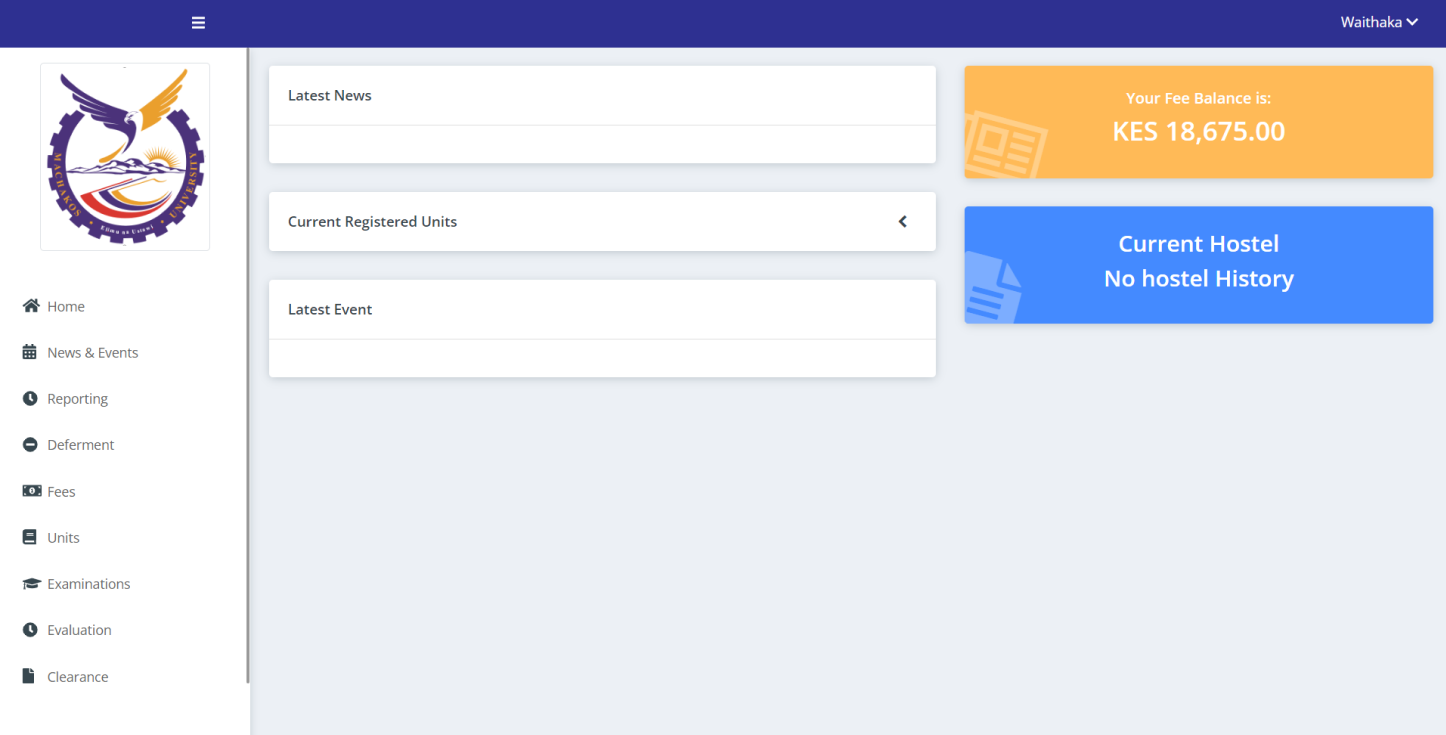 Waithaka
MACHAKOS UNIVERSITY
Elimu na Ustawi
Home
News & Events
Reporting
Deferment
Fees
Units
Examinations
Evaluation
Clearance
Latest News
Current Registered Units
Latest Event
Your Fee Balance is:
KES 18,675.00
Current Hostel
No hostel History